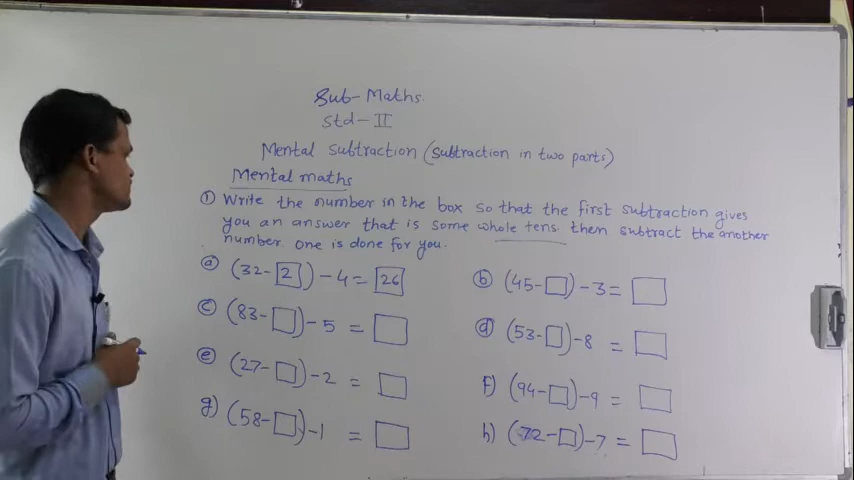 Sub-Maths.
Std-II
Mental Subtraction (subtraction in two parts)
Mental maths
① Write the number in the box so that the first subtraction gives
you an answer that is some whole tens. then subtract the another
number. one is done for you.
ⓐ (32-[2])-4=[26]
ⓑ (45-□)-3=□
ⓒ (83-□)-5=□
ⓓ (53-□)-8=□
ⓔ (27-□)-2=□
f) (94-□)-9=□
g) (58-□)-1=□
h) (72-□)-7=□